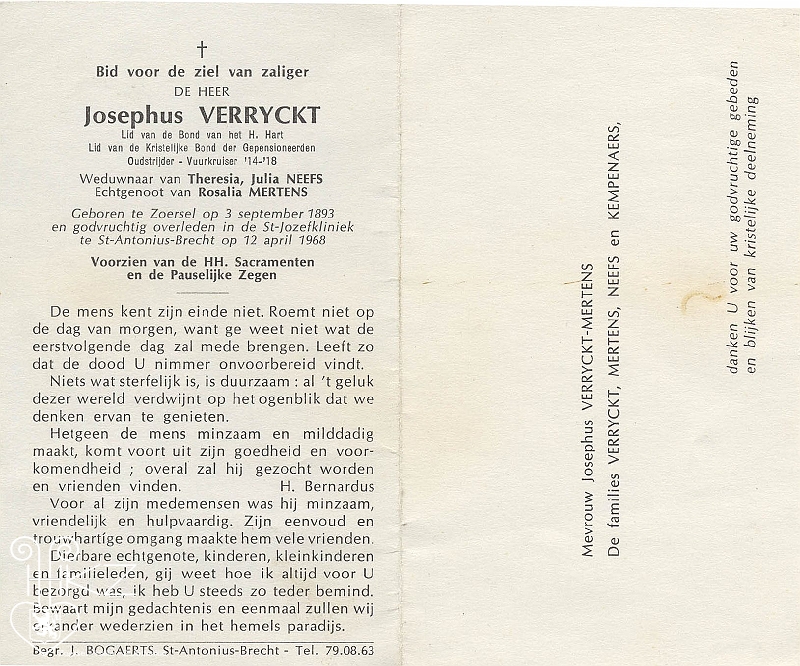 Bid voor de ziel van zaliger
DE HEER
Josephus VERRYCKT
Lid van de Bond van het H. Hart
Lid van de Kristelijke Bond der Gepensioneerden
Oudstrijder - Vuurkruiser '14-'18
Weduwnaar van Theresia, Julia NEEFS
Echtgenoot van Rosalia MERTENS
Geboren te Zoersel op 3 september 1893
en godvruchtig overleden in de St-Jozefkliniek
te St-Antonius-Brecht op 12 april 1968
Voorzien van de HH. Sacramenten
en de Pauselijke Zegen
De mens kent zijn einde niet. Roemt niet op
de dag van morgen, want ge weet niet wat de
eerstvolgende dag zal mede brengen. Leeft zo
dat de dood U nimmer onvoorbereid vindt.
Niets wat sterfelijk is, is duurzaam : al 't geluk
dezer wereld verdwijnt op het ogenblik dat we
denken ervan te genieten.
Hetgeen de mens minzaam en milddadig
maakt, komt voort uit zijn goedheid en voor-
komendheid ; overal zal hij gezocht worden
en vrienden vinden. H. Bernardus
Voor al zijn medemensen was hij minzaam,
vriendelijk en hulpvaardig. Zijn eenvoud en
trouwhartige omgang maakte hem vele vrienden.
Dierbare echtgenote, kinderen, kleinkinderen
en familieleden, gij weet hoe ik altijd voor U
bezorgd was, ik heb U steeds zo teder bemind.
Bewaart mijn gedachtenis en eenmaal zullen wij
elkander wederzien in het hemels paradijs.
Begr. J. BOGAERTS, St-Antonius-Brecht - Tel. 79.08.63
Mevrouw Josephus VERRYCKT-MERTENS
De families VERRYCKT, MERTENS, NEEFS en KEMPENAERS,
danken U voor uw godvruchtige gebeden
en blijken van kristelijke deelneming